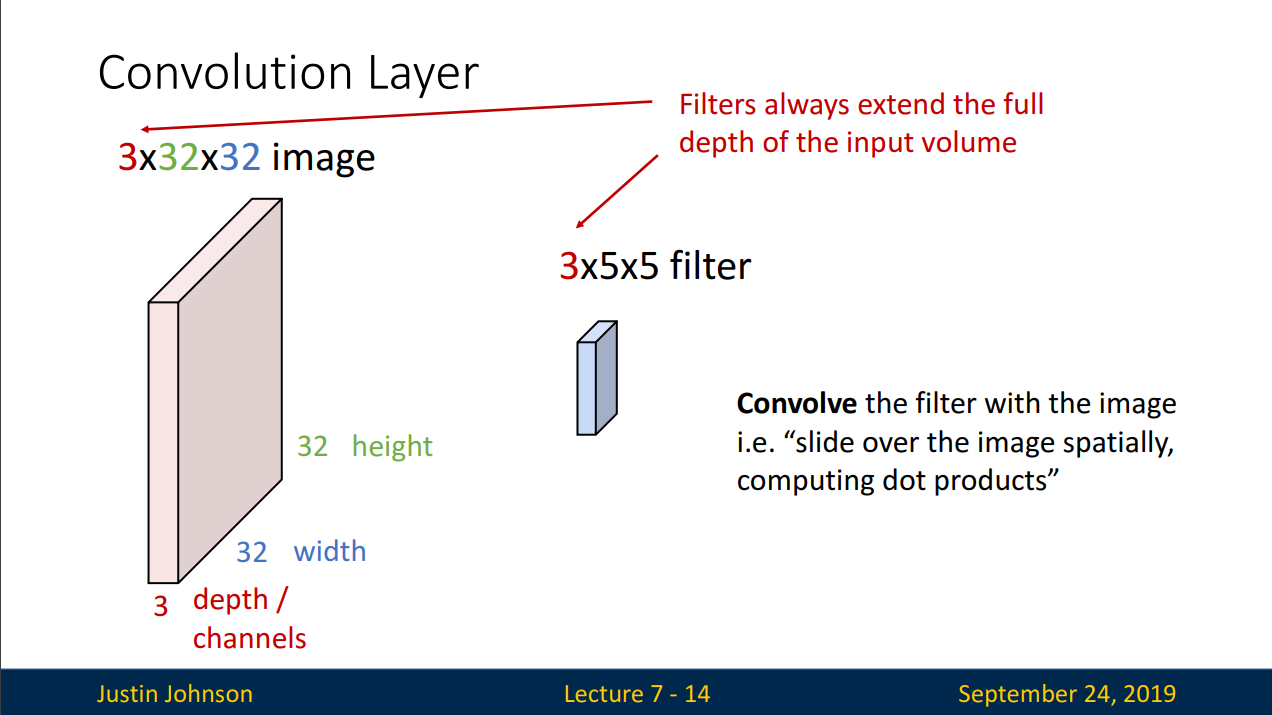 Convolution Layer
Filters always extend the full
depth of the input volume
3x32x32 image
3x5x5 filter
Convolve the filter with the image
i.e. “slide over the image spatially,
computing dot products”
32 height
32 width
3 depth /
channels
Justin Johnson
Lecture 7 - 14
September 24, 2019